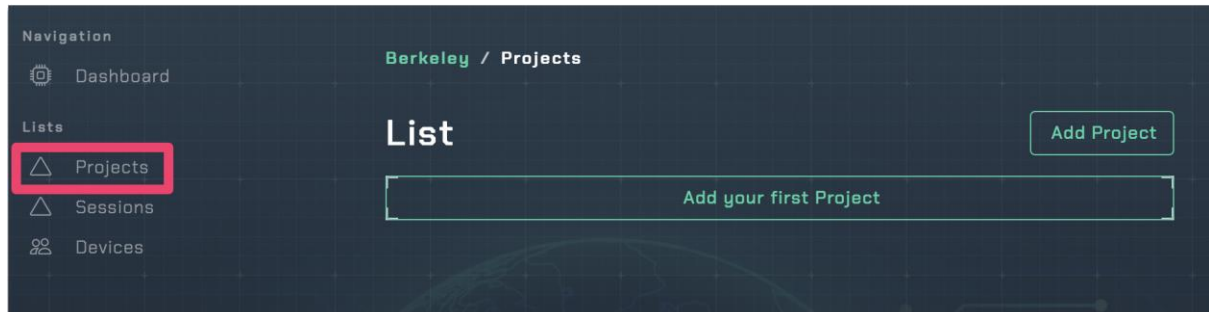 Navigation
Dashboard
Lists
Projects
Sessions
Devices
Berkeley / Projects
List
Add Project
Add your first Project